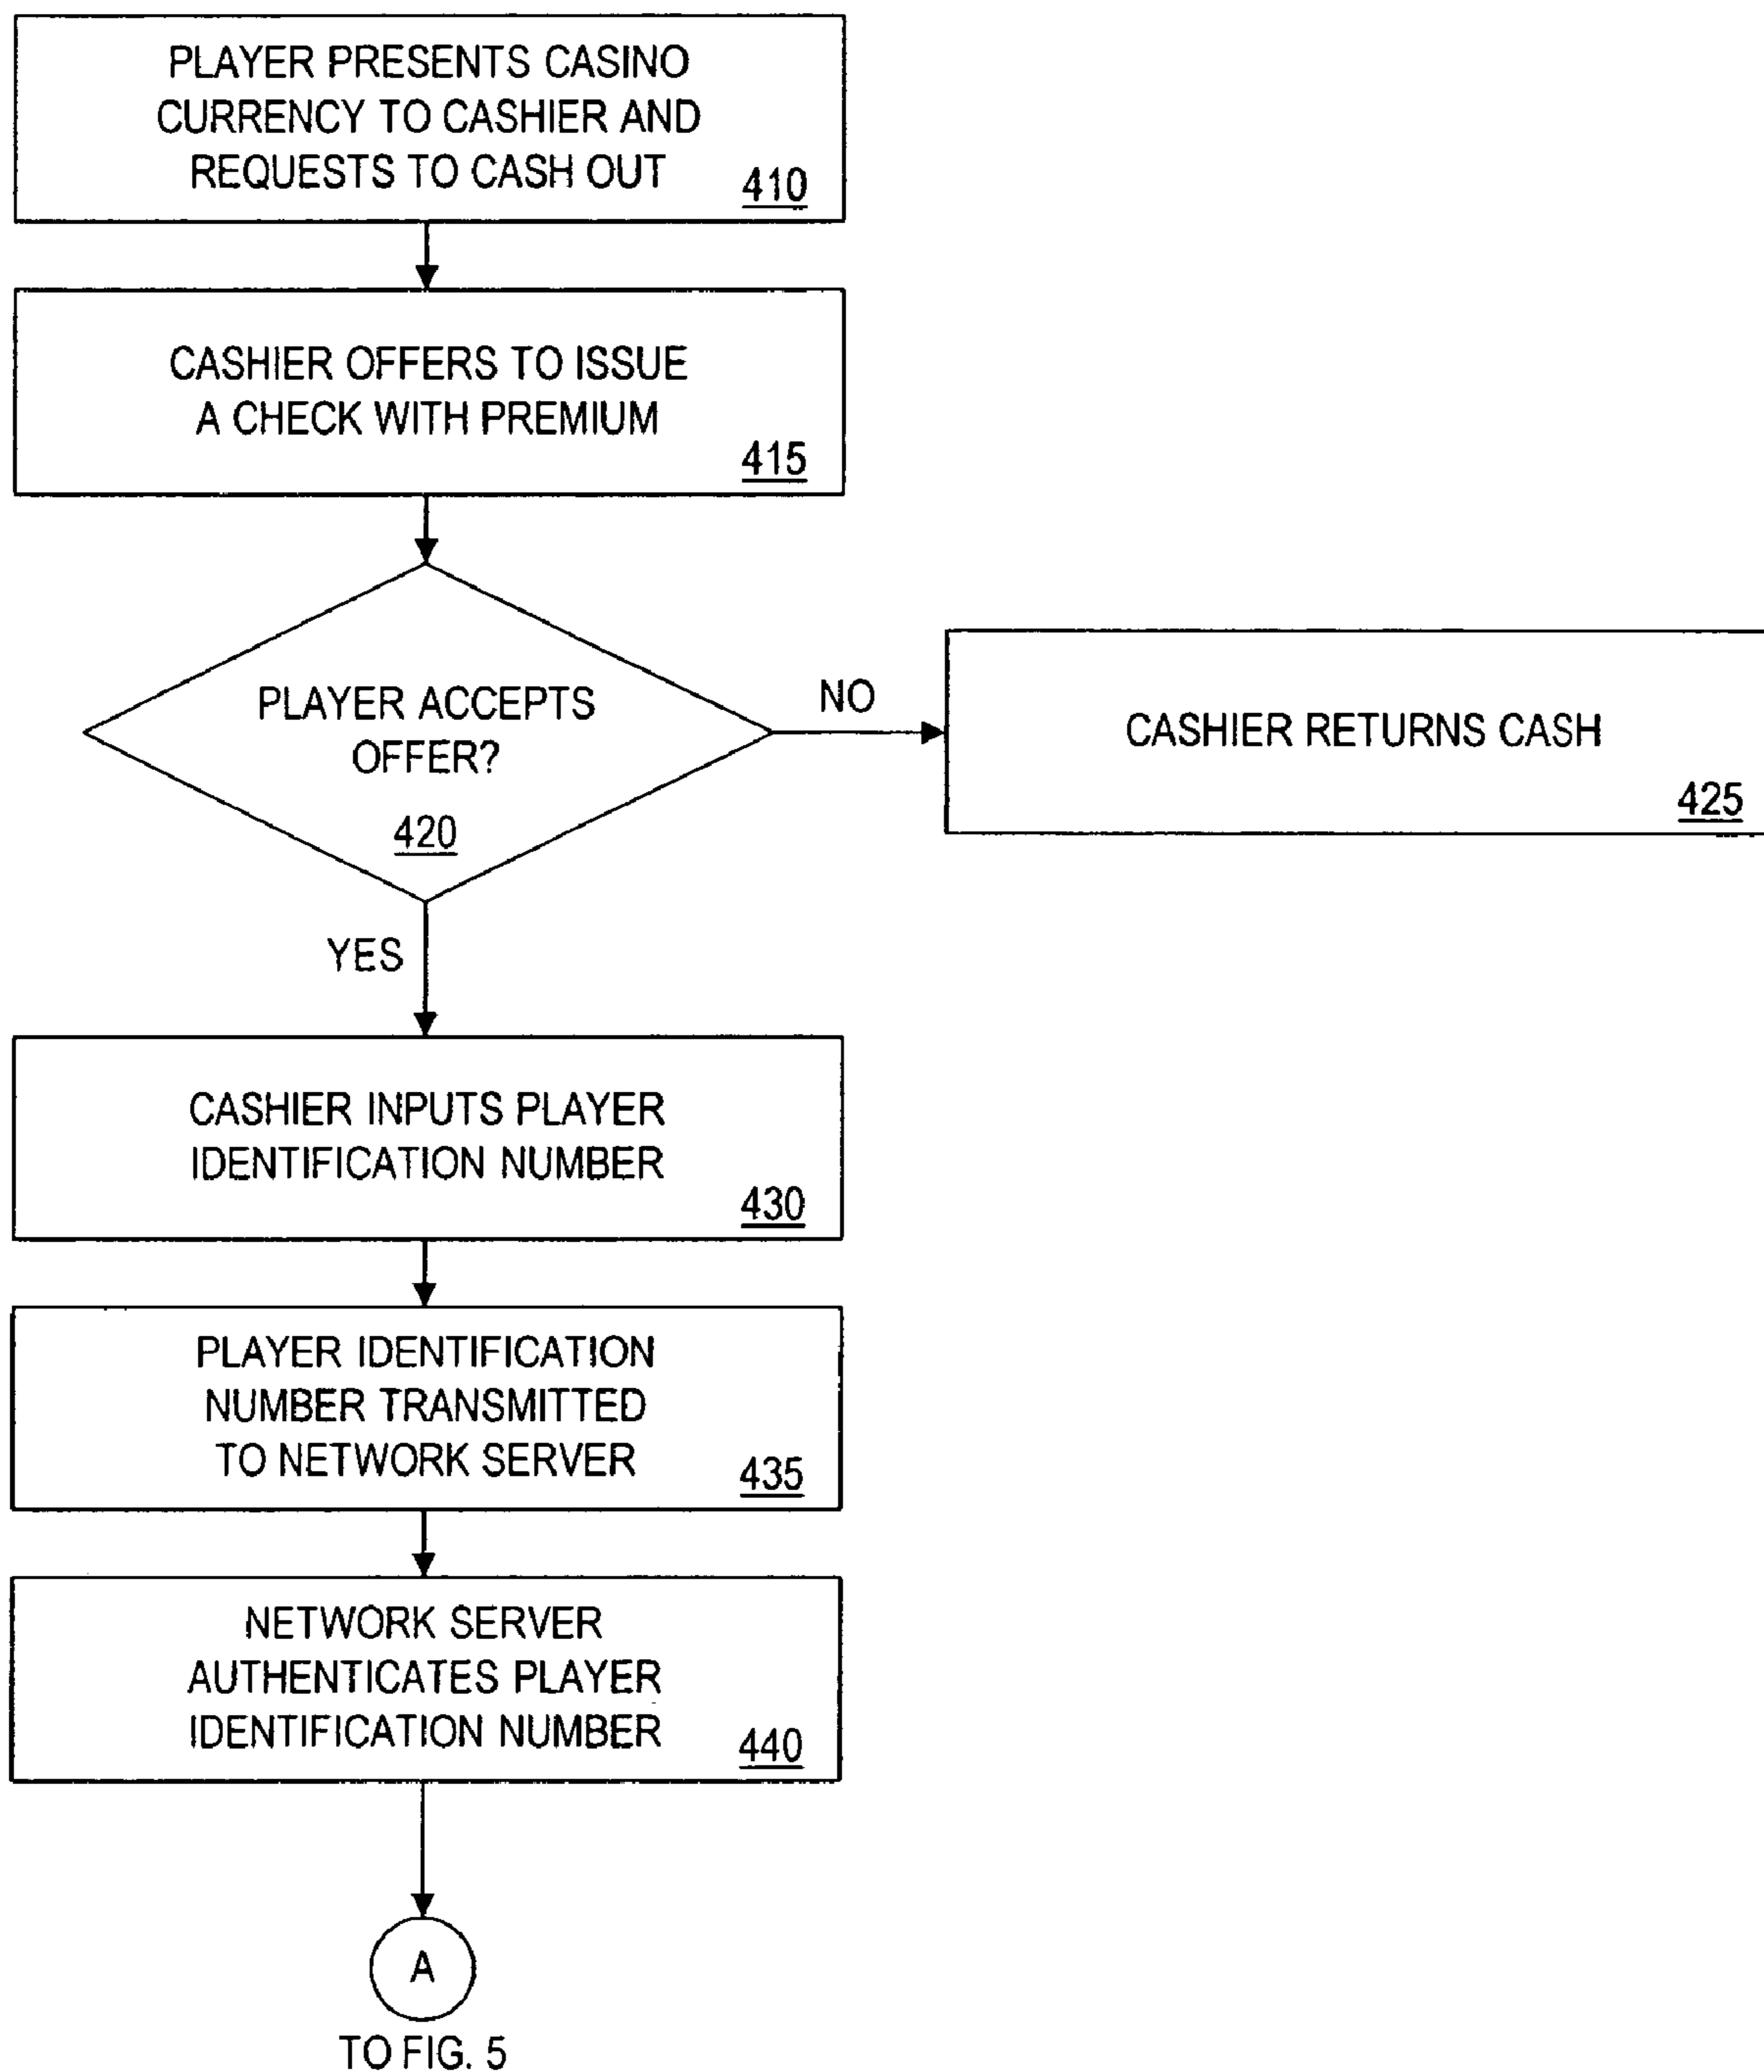 PLAYER PRESENTS CASINO
CURRENCY TO CASHIER AND
REQUESTS TO CASH OUT
410
CASHIER OFFERS TO ISSUE
A CHECK WITH PREMIUM
415
PLAYER ACCEPTS
OFFER?
420
NO
CASHIER RETURNS CASH
425
YES
CASHIER INPUTS PLAYER
IDENTIFICATION NUMBER
430
PLAYER IDENTIFICATION
NUMBER TRANSMITTED
TO NETWORK SERVER
435
NETWORK SERVER
AUTHENTICATES PLAYER
IDENTIFICATION NUMBER
440
A
TO FIG. 5